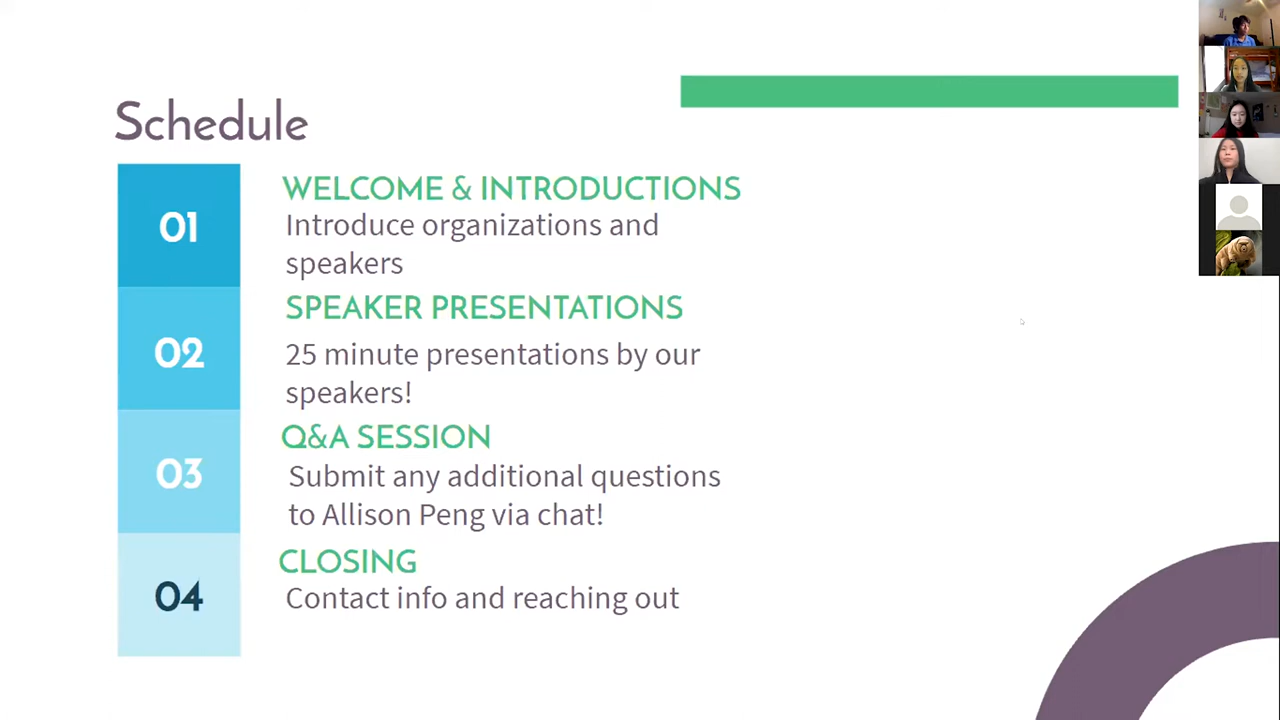 Schedule
01
WELCOME & INTRODUCTIONS
Introduce organizations and
speakers
02
SPEAKER PRESENTATIONS
25 minute presentations by our
speakers!
03
Q&A SESSION
Submit any additional questions
to Allison Peng via chat!
04
CLOSING
Contact info and reaching out